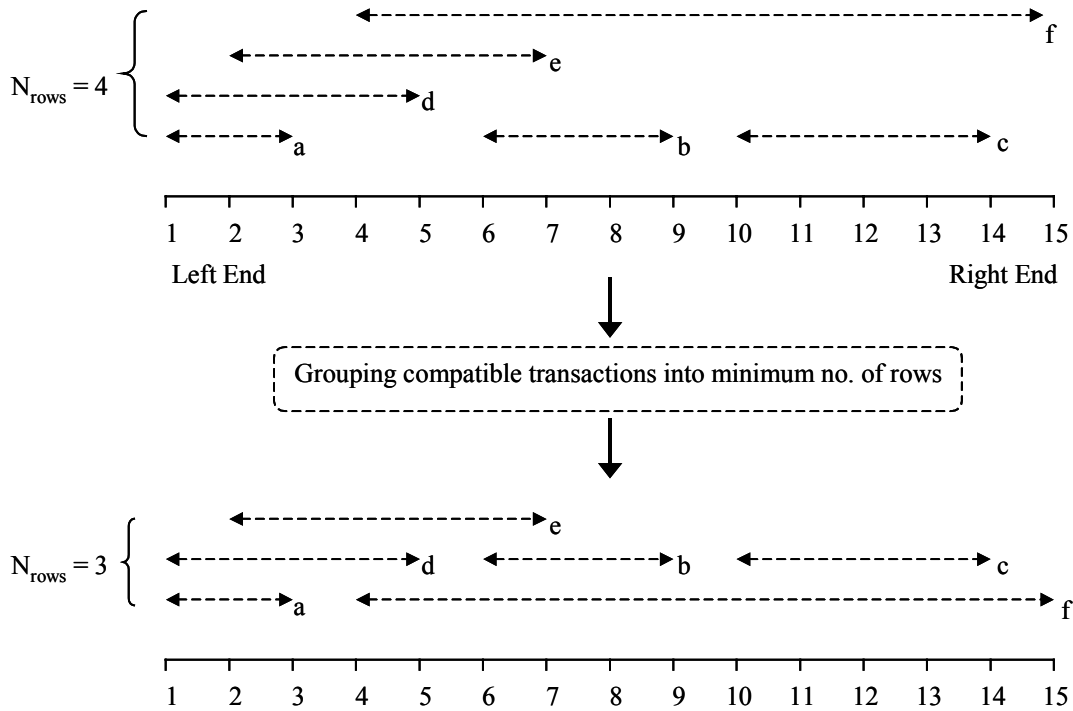 f
e
N_rows = 4
d
a b c
1 2 3 4 5 6 7 8 9 10 11 12 13 14 15
Left End Right End
Grouping compatible transactions into minimum no. of rows
e
N_rows = 3 d b c
a f
1 2 3 4 5 6 7 8 9 10 11 12 13 14 15